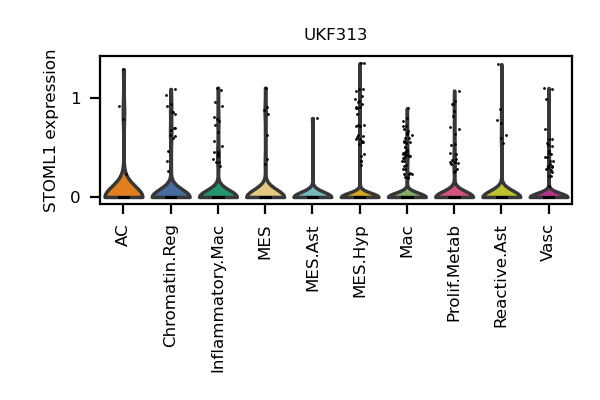 UKF313
STOML1 expression
1
0
AC
Chromatin.Reg
Inflammatory.Mac
MES
MES.Ast
MES.Hyp
Mac
Prolif.Metab
Reactive.Ast
Vasc